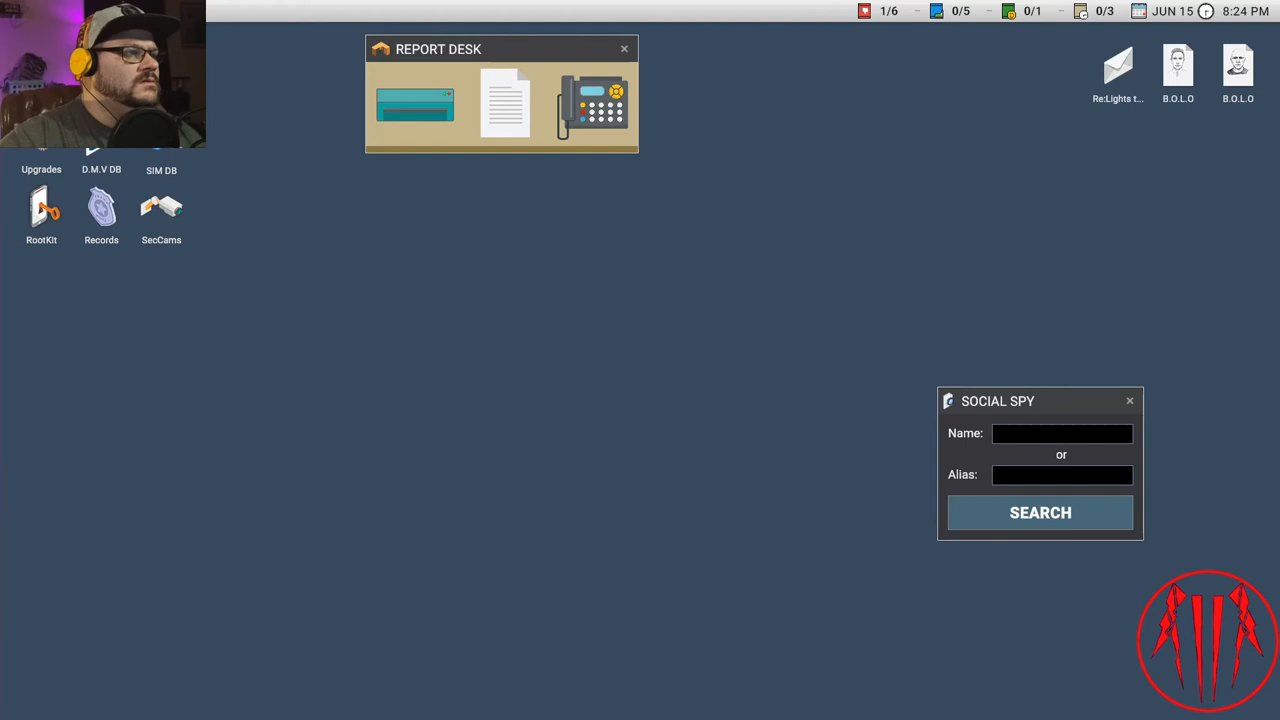 1/6 0/5 0/1 0/3 JUN 15 8:24 PM
REPORT DESK
Re:Lights t...
B.O.L.O
B.O.L.O
Upgrades
D.M.V DB
SIM DB
RootKit
Records
SecCams
SOCIAL SPY
Name:
or
Alias:
SEARCH